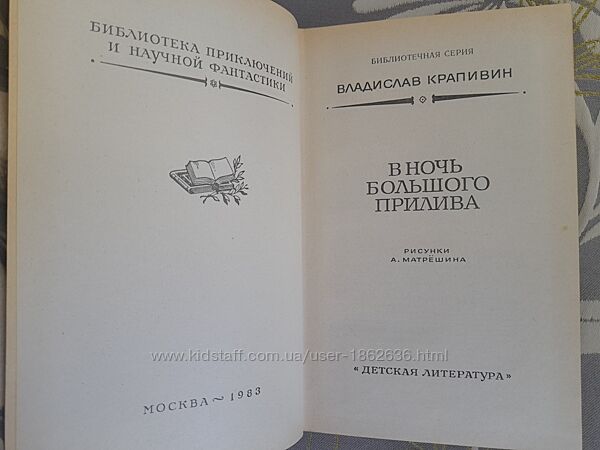 БИБЛИОТЕКА ПРИКЛЮЧЕНИЙ
И НАУЧНОЙ ФАНТАСТИКИ
МОСКВА ~ 1983
БИБЛИОТЕЧНАЯ СЕРИЯ
ВЛАДИСЛАВ КРАПИВИН
В НОЧЬ
БОЛЬШОГО
ПРИЛИВА
РИСУНКИ
А. МАТРЁШИНА
«ДЕТСКАЯ ЛИТЕРАТУРА»
www.kidstaff.com.ua/user-1862636.html